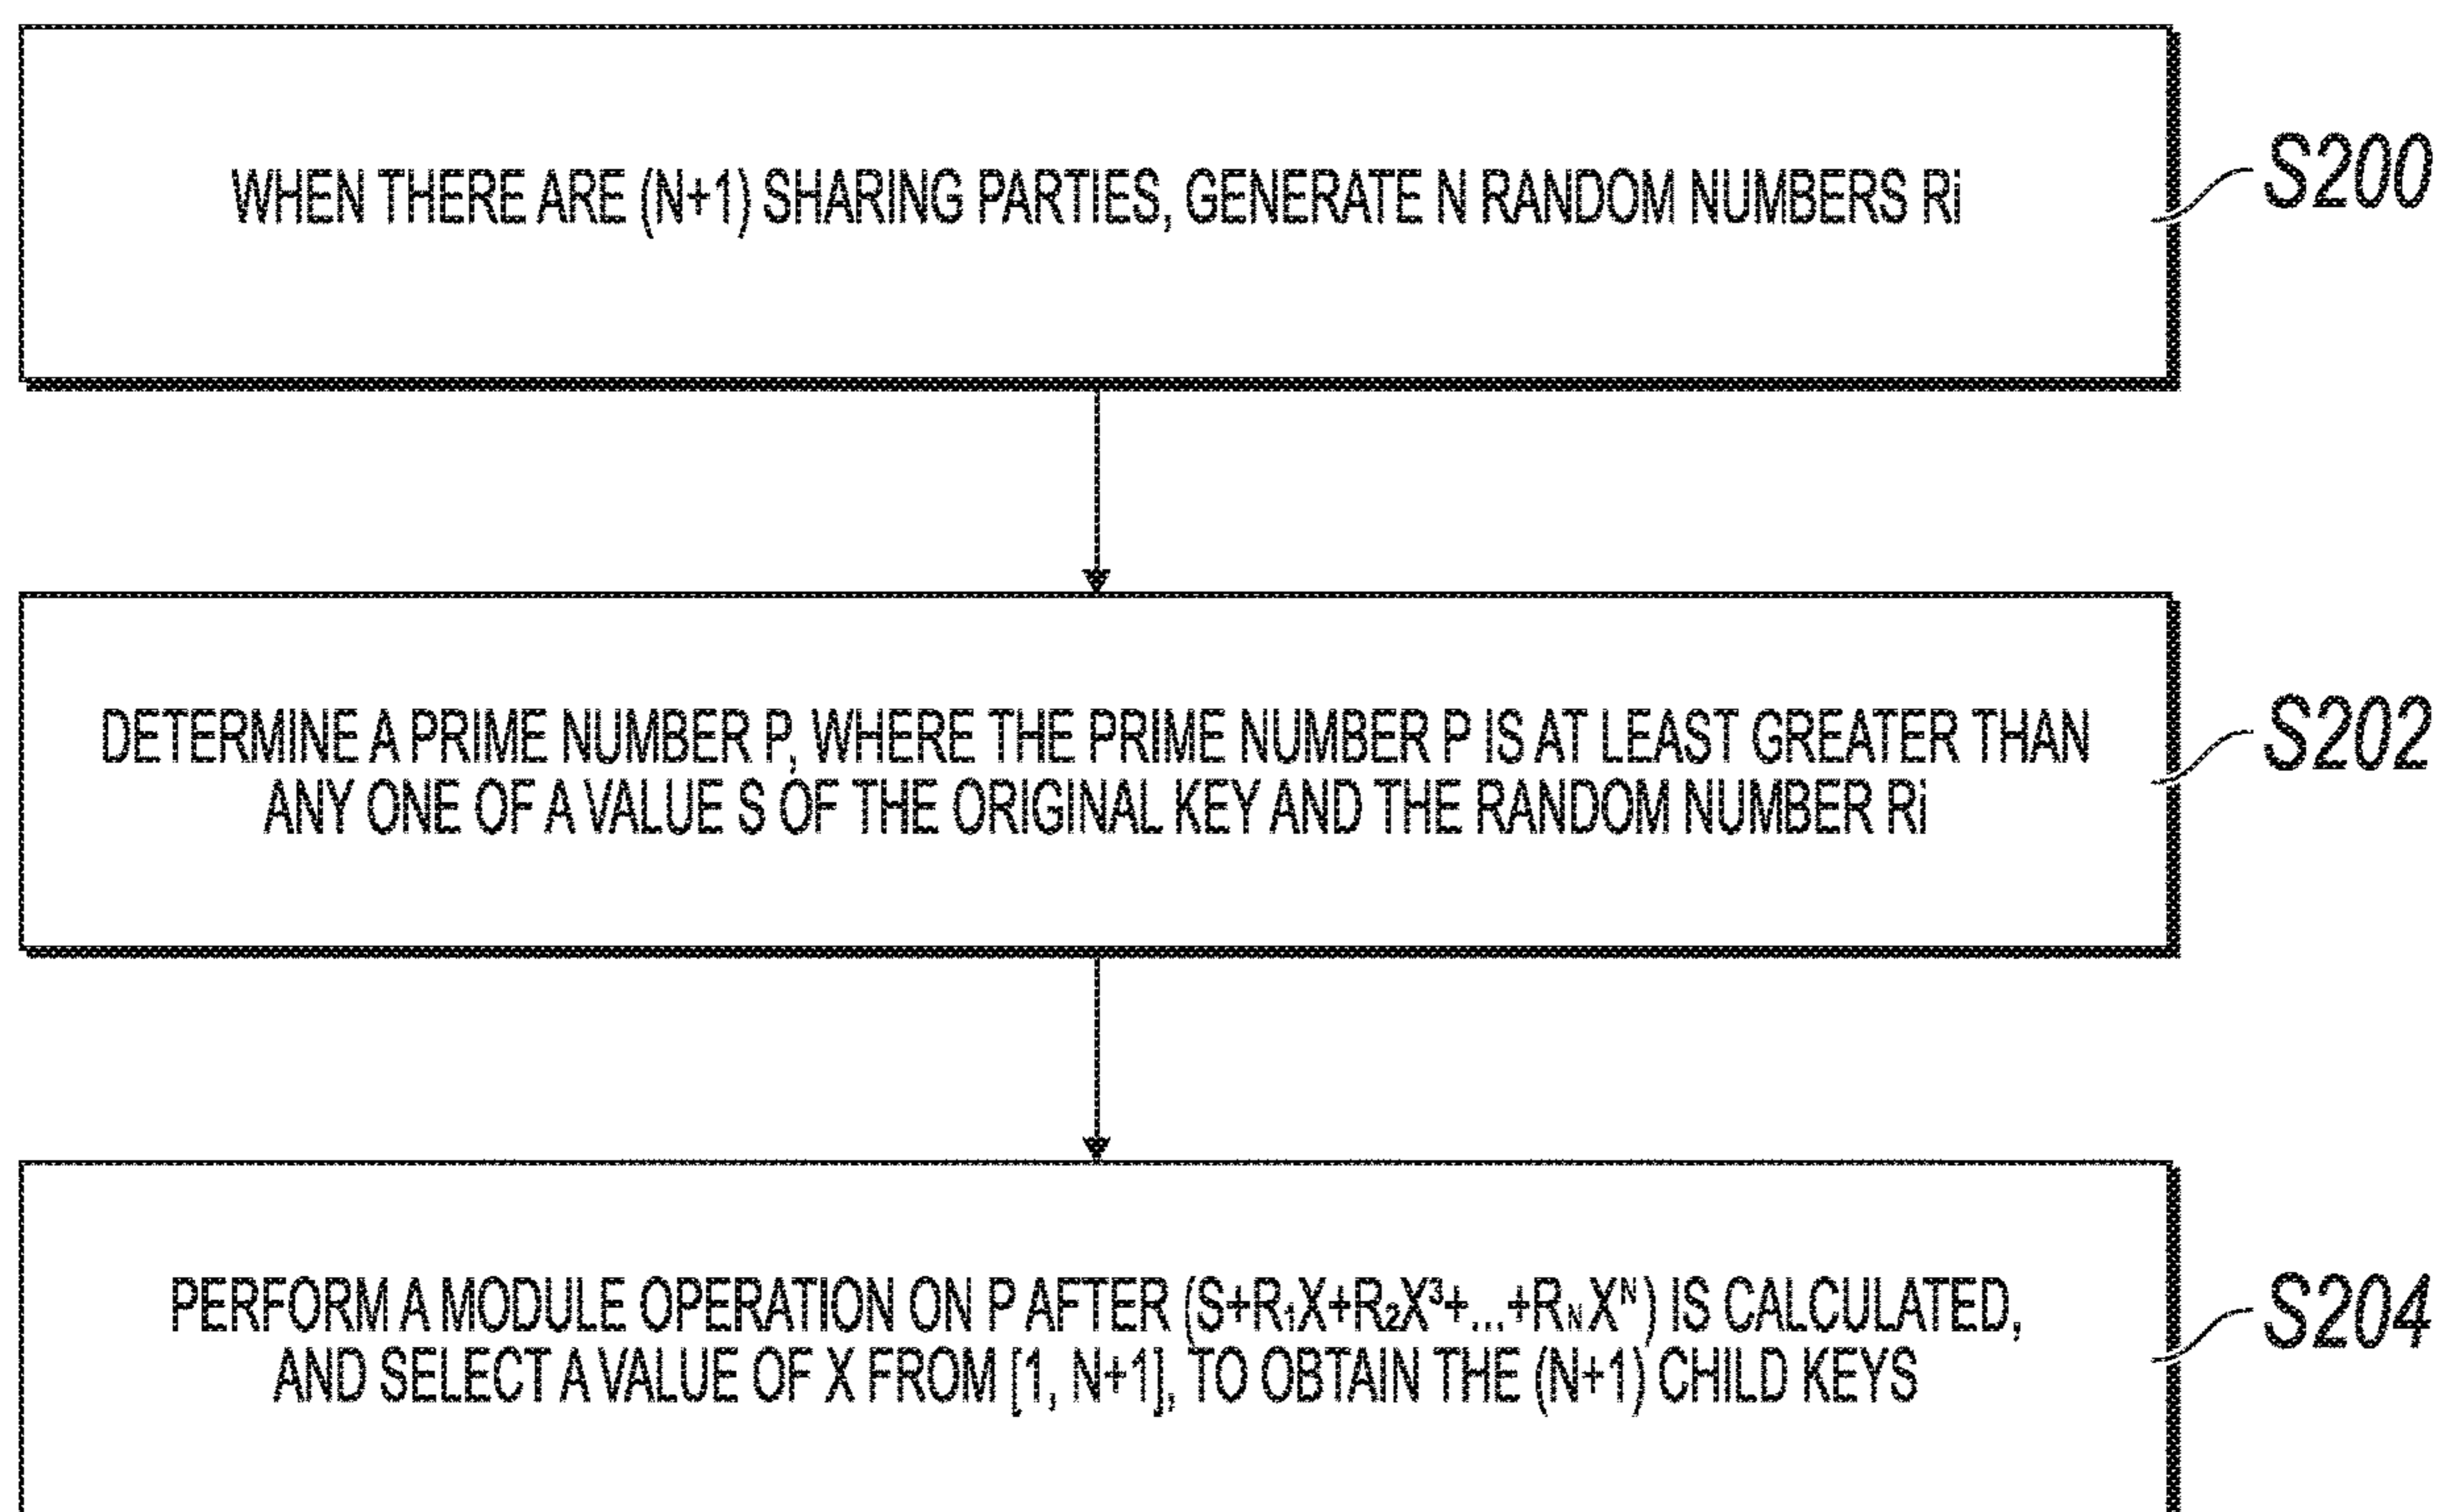 WHEN THERE ARE (N+1) SHARING PARTIES, GENERATE N RANDOM NUMBERS Ri
S200
DETERMINE A PRIME NUMBER P, WHERE THE PRIME NUMBER P IS AT LEAST GREATER THAN
ANY ONE OF A VALUE S OF THE ORIGINAL KEY AND THE RANDOM NUMBER Ri
S202
PERFORM A MODULE OPERATION ON P AFTER (S+R₁X+R₂X³+...+R_NX^N) IS CALCULATED,
AND SELECT A VALUE OF X FROM [1, N+1], TO OBTAIN THE (N+1) CHILD KEYS
S204